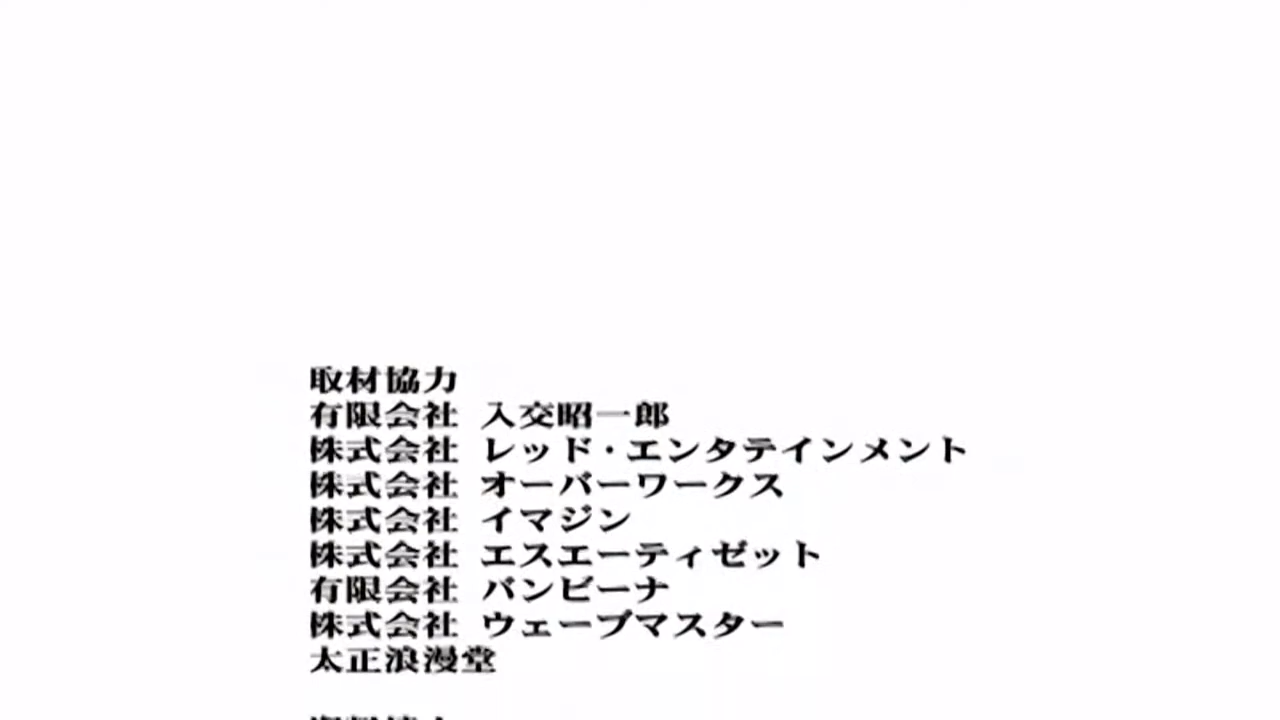 取材協力
有限会社 入交昭一郎
株式会社 レッド・エンタテインメント
株式会社 オーバーワークス
株式会社 イマジン
株式会社 エスエーティゼット
有限会社 バンビーナ
株式会社 ウェーブマスター
太正浪漫堂